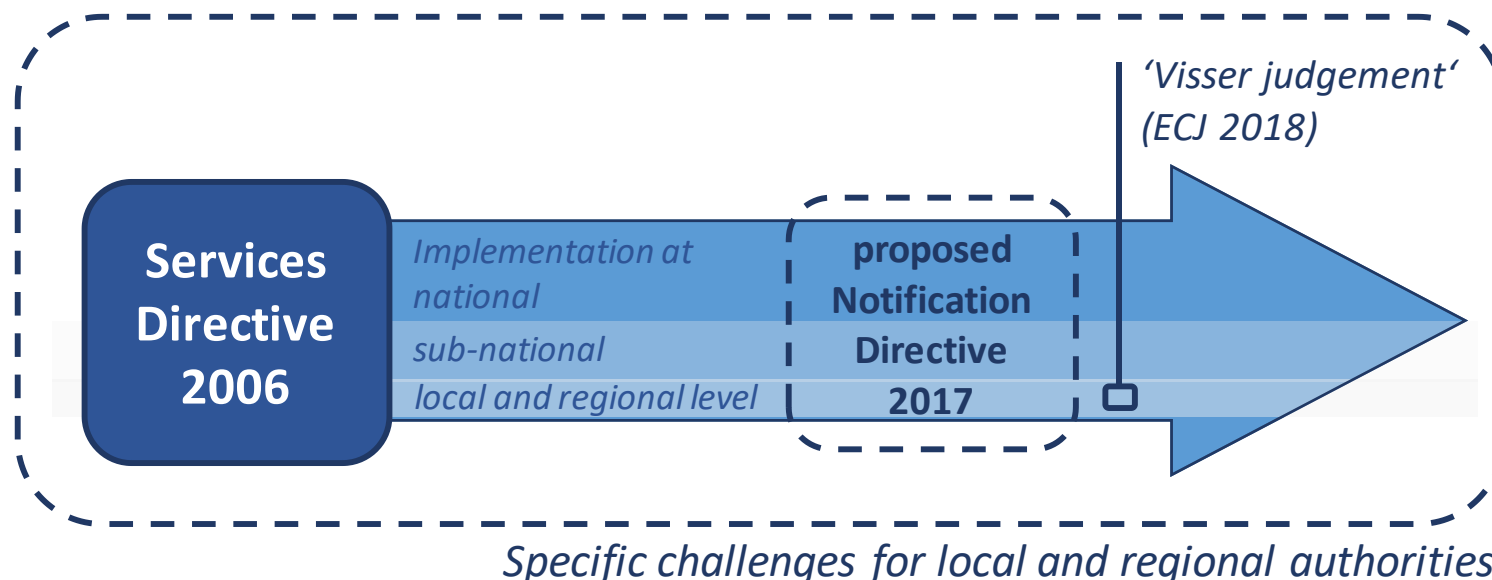 ‘Visser judgement‘
(ECJ 2018)
Services
Directive
2006
Implementation at
national
sub-national
local and regional level
proposed
Notification
Directive
2017
Specific challenges for local and regional authorities